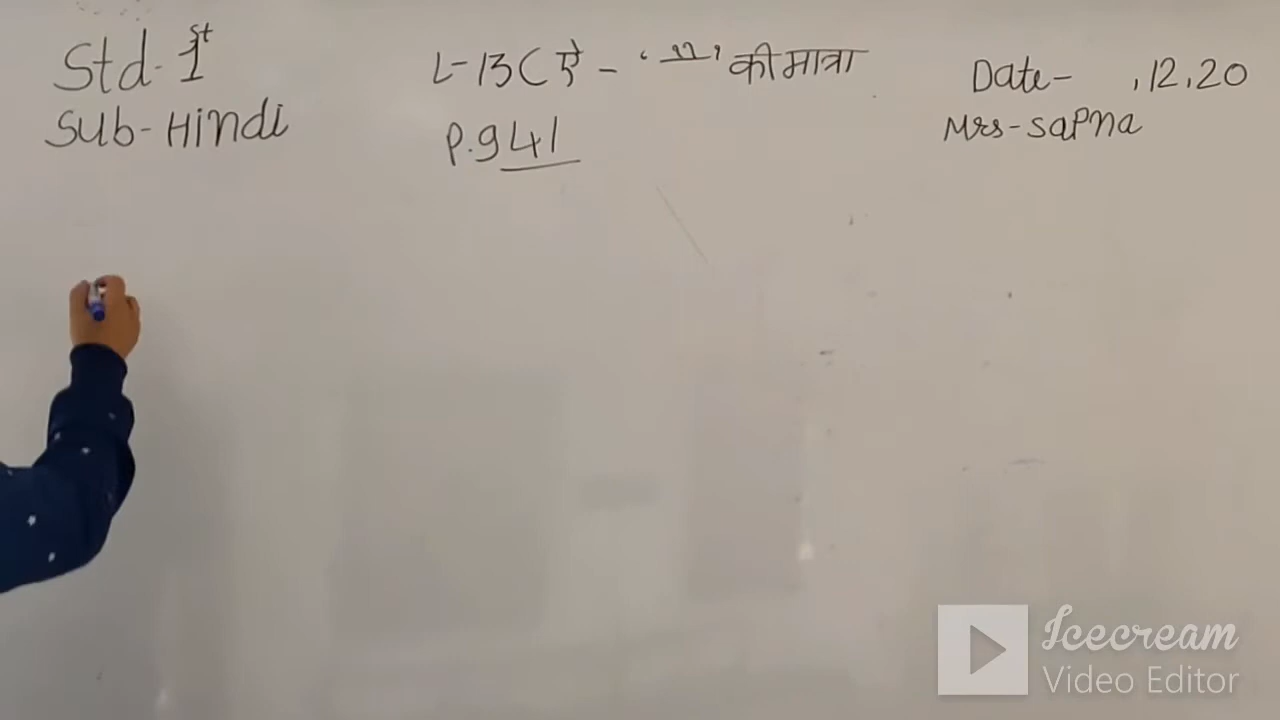 Std- 1st
L-13 ( ऐ - ' ै ' की मात्रा
Date- .12.20
Sub- Hindi
P.g 41
Mrs- Sapna
Icecream
Video Editor